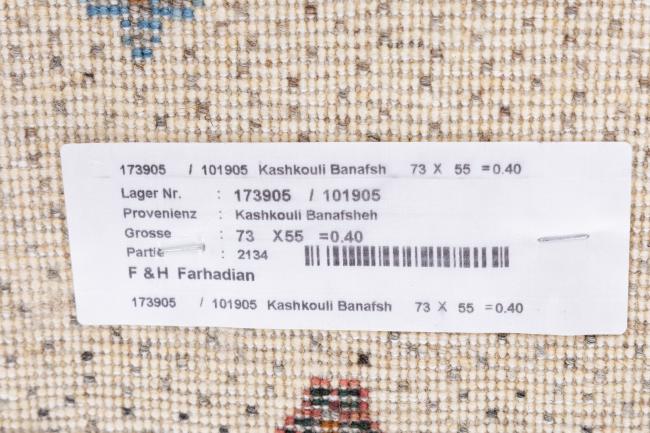 173905 / 101905 Kashkouli Banafsh 73 X 55 =0.40
Lager Nr. : 173905 / 101905
Provenienz : Kashkouli Banafsheh
Grosse : 73 X55 =0.40
Partie : 2134
F &H Farhadian
173905 / 101905 Kashkouli Banafsh 73 X 55 =0.40